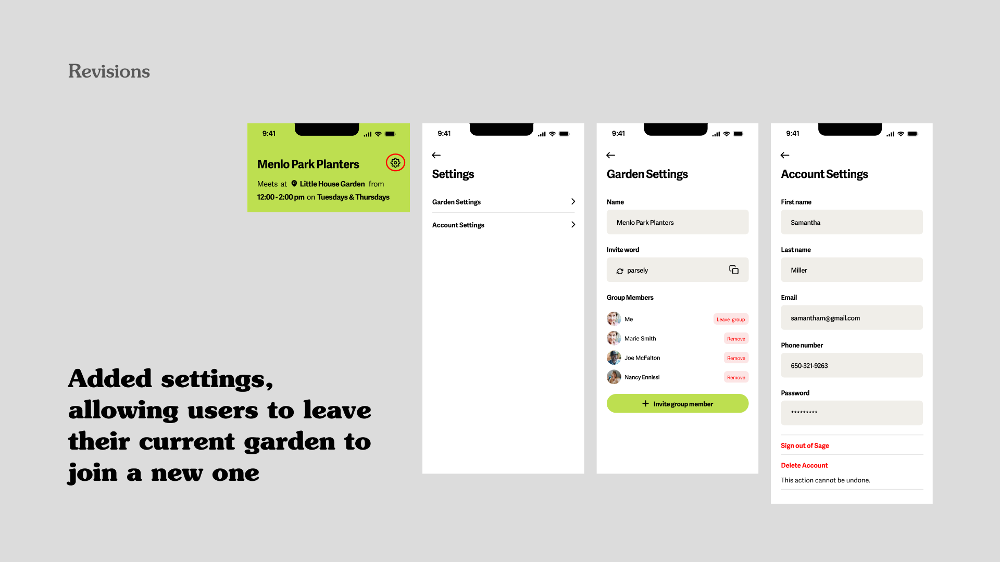 Revisions
9:41
Menlo Park Planters
Meets at Little House Garden from
12:00 - 2:00 pm on Tuesdays & Thursdays
9:41
Settings
Garden Settings
Account Settings
9:41
Garden Settings
Name
Menlo Park Planters
Invite word
parsely
Group Members
Me Leave group
Marie Smith Remove
Joe McFalton Remove
Nancy Ennissi Remove
+ Invite group member
9:41
Account Settings
First name
Samantha
Last name
Miller
Email
samantham@gmail.com
Phone number
650-321-9263
Password
*********
Sign out of Sage
Delete Account
This action cannot be undone.
Added settings,
allowing users to leave
their current garden to
join a new one